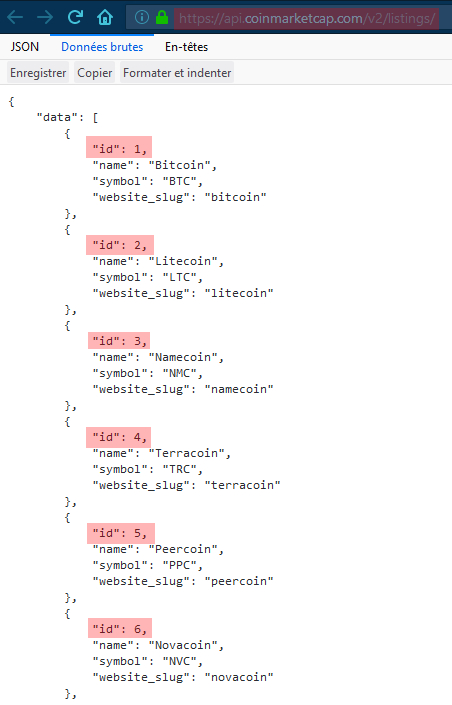 https://api.coinmarketcap.com/v2/listings/
JSON Données brutes En-têtes
Enregistrer Copier Formater et indenter
{
"data": [
{
"id": 1,
"name": "Bitcoin",
"symbol": "BTC",
"website_slug": "bitcoin"
},
{
"id": 2,
"name": "Litecoin",
"symbol": "LTC",
"website_slug": "litecoin"
},
{
"id": 3,
"name": "Namecoin",
"symbol": "NMC",
"website_slug": "namecoin"
},
{
"id": 4,
"name": "Terracoin",
"symbol": "TRC",
"website_slug": "terracoin"
},
{
"id": 5,
"name": "Peercoin",
"symbol": "PPC",
"website_slug": "peercoin"
},
{
"id": 6,
"name": "Novacoin",
"symbol": "NVC",
"website_slug": "novacoin"
},